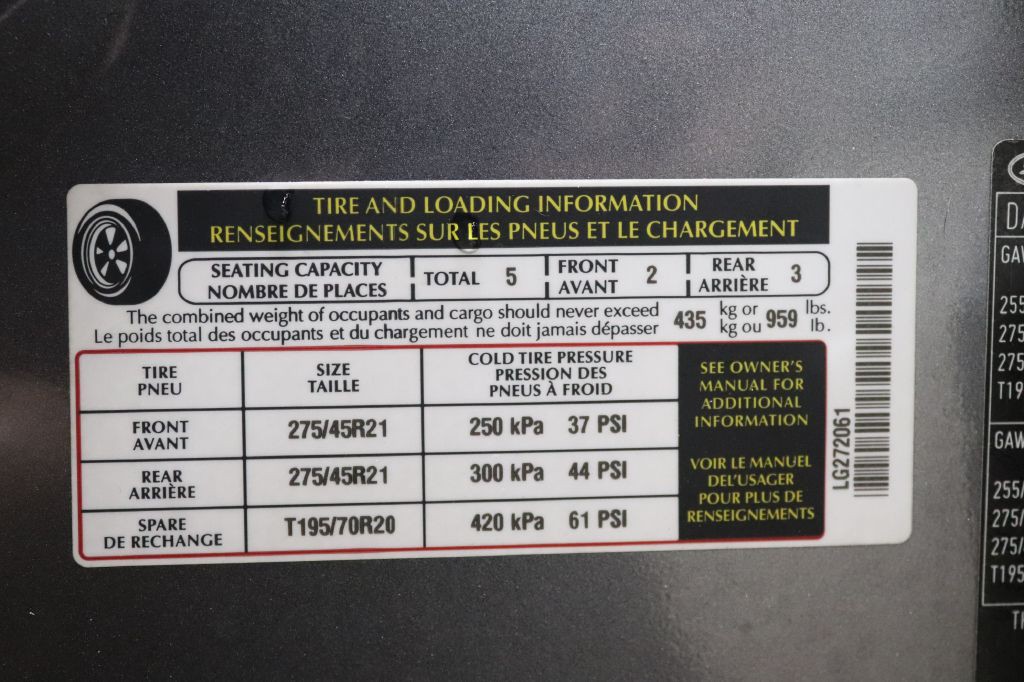 TIRE AND LOADING INFORMATION
RENSEIGNEMENTS SUR LES PNEUS ET LE CHARGEMENT
SEATING CAPACITY
NOMBRE DE PLACES
TOTAL 5
FRONT
AVANT 2
REAR
ARRIÈRE 3
The combined weight of occupants and cargo should never exceed 435 kg or 959 lbs.
Le poids total des occupants et du chargement ne doit jamais dépasser kg ou lb.
TIRE
PNEU
SIZE
TAILLE
COLD TIRE PRESSURE
PRESSION DES
PNEUS À FROID
FRONT
AVANT
275/45R21
250 kPa 37 PSI
REAR
ARRIÈRE
275/45R21
300 kPa 44 PSI
SPARE
DE RECHANGE
T195/70R20
420 kPa 61 PSI
SEE OWNER'S
MANUAL FOR
ADDITIONAL
INFORMATION
VOIR LE MANUEL
DEL'USAGER
POUR PLUS DE
RENSEIGNEMENTS
LG272061
255/
275/
275/
T195